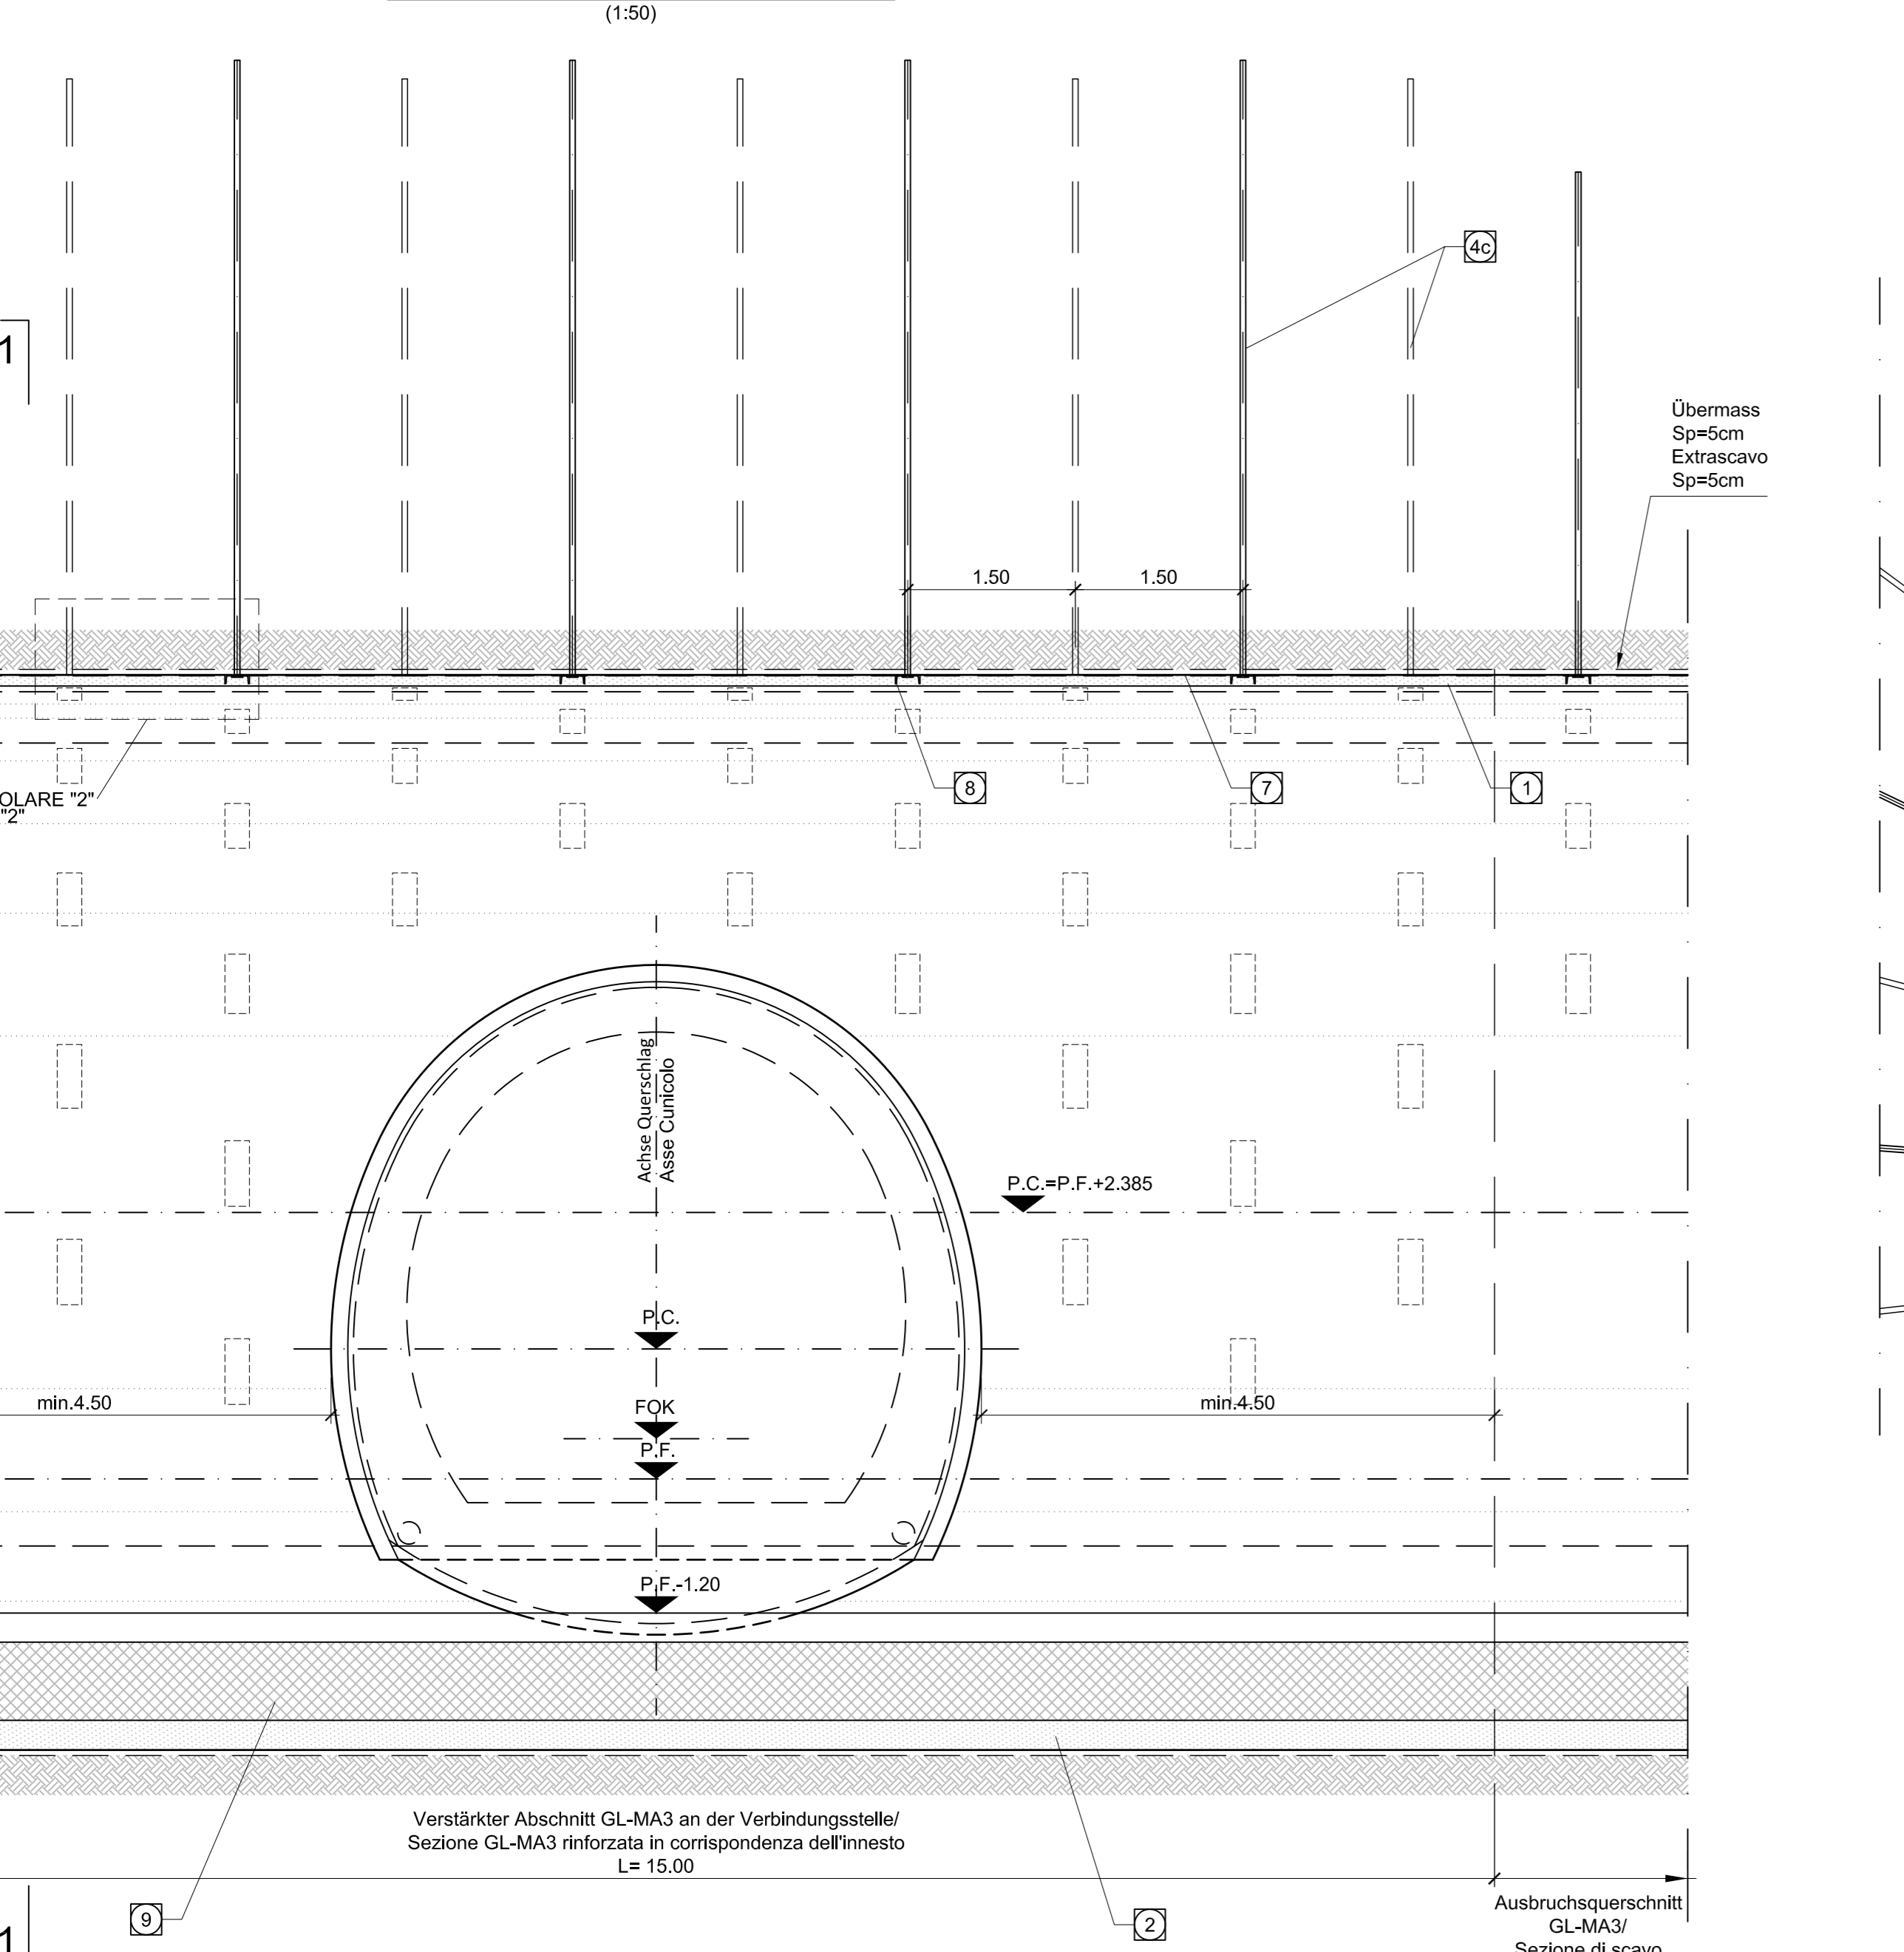 (1:50)
4c
1
Übermass
Sp=5cm
Extrascavo
Sp=5cm
1.50
1.50
8
7
1
OLARE "2"
"2"
Achse Querschlag
Asse Cunicolo
P.C.=P.F.+2.385
P.C.
min.4.50
FOK
min.4.50
P.F.
P.F.-1.20
Verstärkter Abschnitt GL-MA3 an der Verbindungsstelle/
Sezione GL-MA3 rinforzata in corrispondenza dell'innesto
L= 15.00
9
2
1
Ausbruchsquerschnitt
GL-MA3/
Sezione di scavo